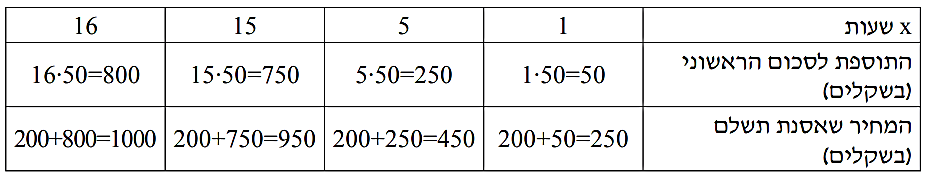 x שעות 1 5 15 16
התוספת לסכום הראשוני (בשקלים) 1·50=50 5·50=250 15·50=750 16·50=800
המחיר שאסנת תשלם (בשקלים) 200+50=250 200+250=450 200+750=950 200+800=1000